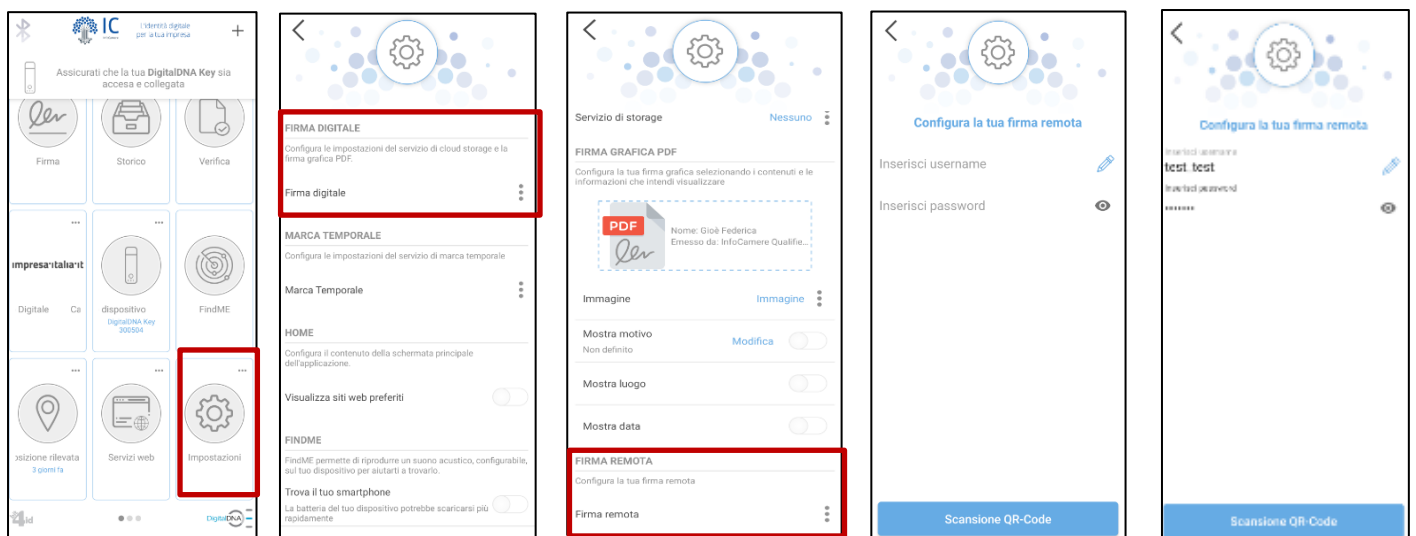 IC
L'identità digitale
per la tua impresa
Assicurati che la tua DigitalDNA Key sia
accesa e collegata
Firma
Storico
Verifica
impresaitalia.it
Digitale
Ca
dispositivo
DigitalDNA Key
300504
FindME
osizione rilevata
3 giorni fa
Servizi web
Impostazioni
DigitalDNA
FIRMA DIGITALE
Configura le impostazioni del servizio di cloud storage e la
firma grafica PDF.
Firma digitale
MARCA TEMPORALE
Configura le impostazioni del servizio di marca temporale
Marca Temporale
HOME
Configura il contenuto della schermata principale
dell'applicazione.
Visualizza siti web preferiti
FINDME
FindME permette di riprodurre un suono acustico, configurabile,
sul tuo dispositivo per aiutarti a trovarlo.
Trova il tuo smartphone
La batteria del tuo dispositivo potrebbe scaricarsi più
rapidamente
Servizio di storage
Nessuno
FIRMA GRAFICA PDF
Configura la tua firma grafica selezionando i contenuti e le
informazioni che intendi visualizzare
PDF
Nome: Gioè Federica
Emesso da: InfoCamere Qualifie...
Immagine
Immagine
Mostra motivo
Non definito
Modifica
Mostra luogo
Mostra data
FIRMA REMOTA
Configura la tua firma remota
Firma remota
Configura la tua firma remota
Inserisci username
Inserisci password
Scansione QR-Code
Configura la tua firma remota
Inserisci username
test.test
Inserisci password
•••••••
Scansione QR-Code